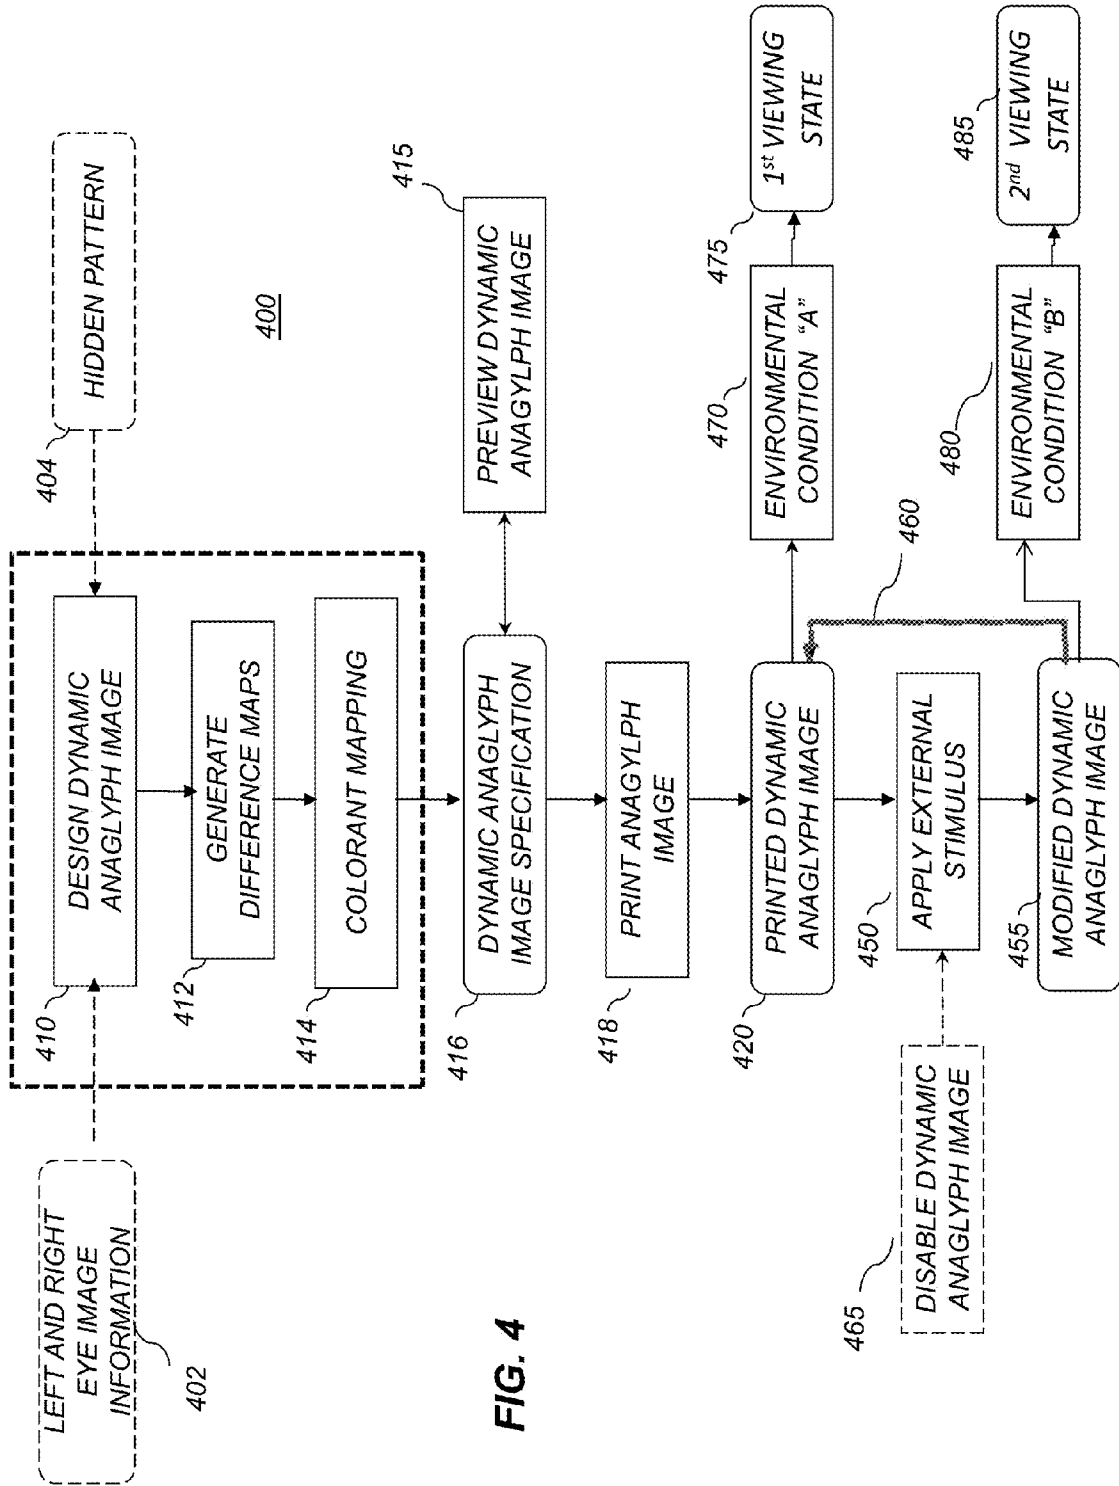 LEFT AND RIGHT
EYE IMAGE
INFORMATION
402
HIDDEN PATTERN
404
400
DESIGN DYNAMIC
ANAGLYPH IMAGE
410
GENERATE
DIFFERENCE MAPS
412
COLORANT MAPPING
414
DYNAMIC ANAGLYPH
IMAGE SPECIFICATION
416
PREVIEW DYNAMIC
ANAGYLPH IMAGE
415
PRINT ANAGYLPH
IMAGE
418
PRINTED DYNAMIC
ANAGLYPH IMAGE
420
ENVIRONMENTAL
CONDITION "A"
470
1st VIEWING
STATE
475
APPLY EXTERNAL
STIMULUS
450
460
DISABLE DYNAMIC
ANAGLYPH IMAGE
465
MODIFIED DYNAMIC
ANAGLYPH IMAGE
455
ENVIRONMENTAL
CONDITION "B"
480
2nd VIEWING
STATE
485
FIG. 4